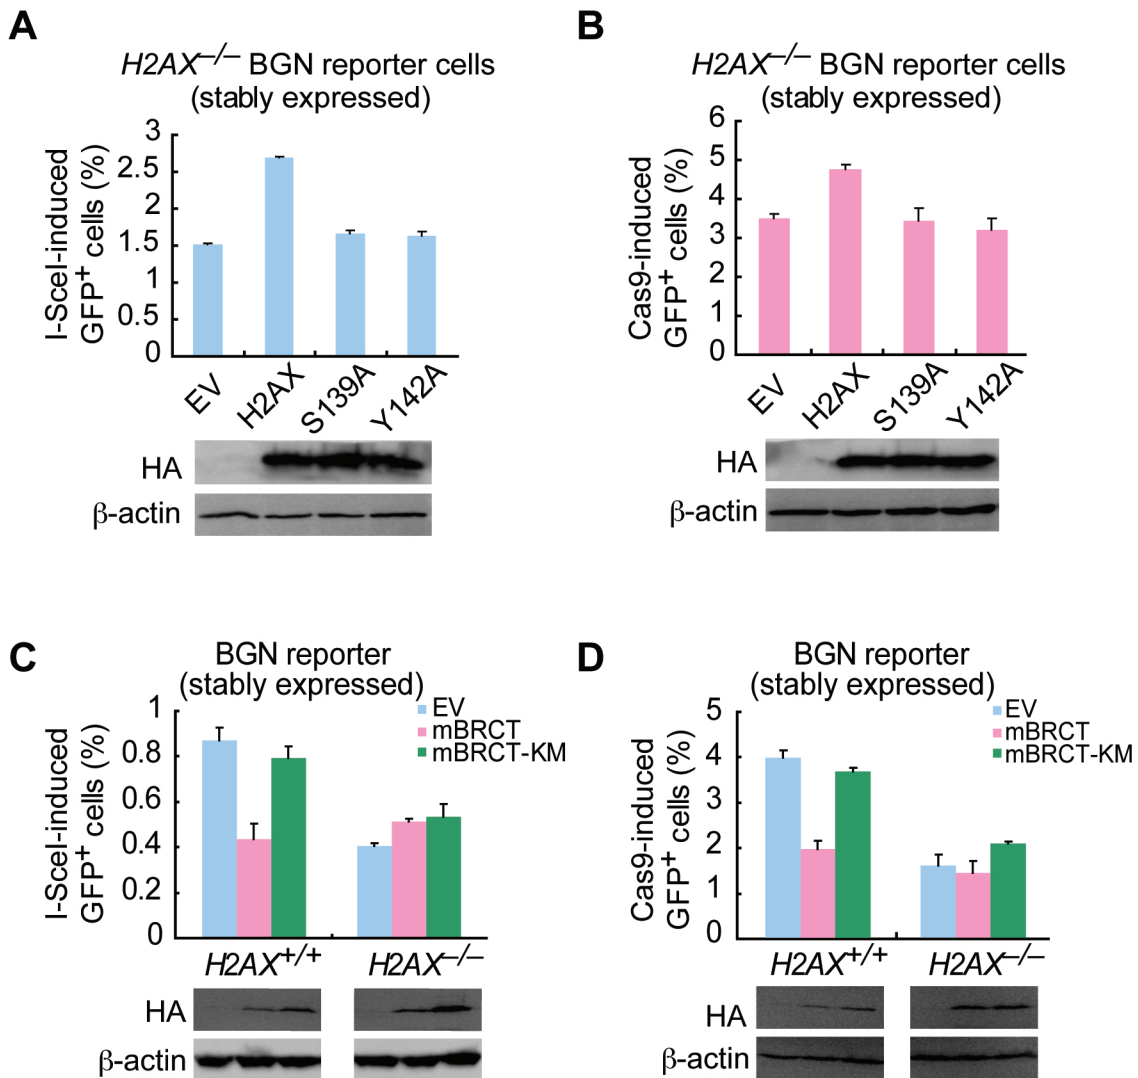 A
H2AX–/– BGN reporter cells
(stably expressed)
I-SceI-induced
GFP+ cells (%)
3
2.5
2
1.5
1
0.5
0
EV
H2AX
S139A
Y142A
HA
β-actin
B
H2AX–/– BGN reporter cells
(stably expressed)
Cas9-induced
GFP+ cells (%)
6
5
4
3
2
1
0
EV
H2AX
S139A
Y142A
HA
β-actin
C
BGN reporter
(stably expressed)
I-SceI-induced
GFP+ cells (%)
1
0.8
0.6
0.4
0.2
0
EV
mBRCT
mBRCT-KM
H2AX+/+
H2AX–/–
HA
β-actin
D
BGN reporter
(stably expressed)
Cas9-induced
GFP+ cells (%)
5
4
3
2
1
0
EV
mBRCT
mBRCT-KM
H2AX+/+
H2AX–/–
HA
β-actin